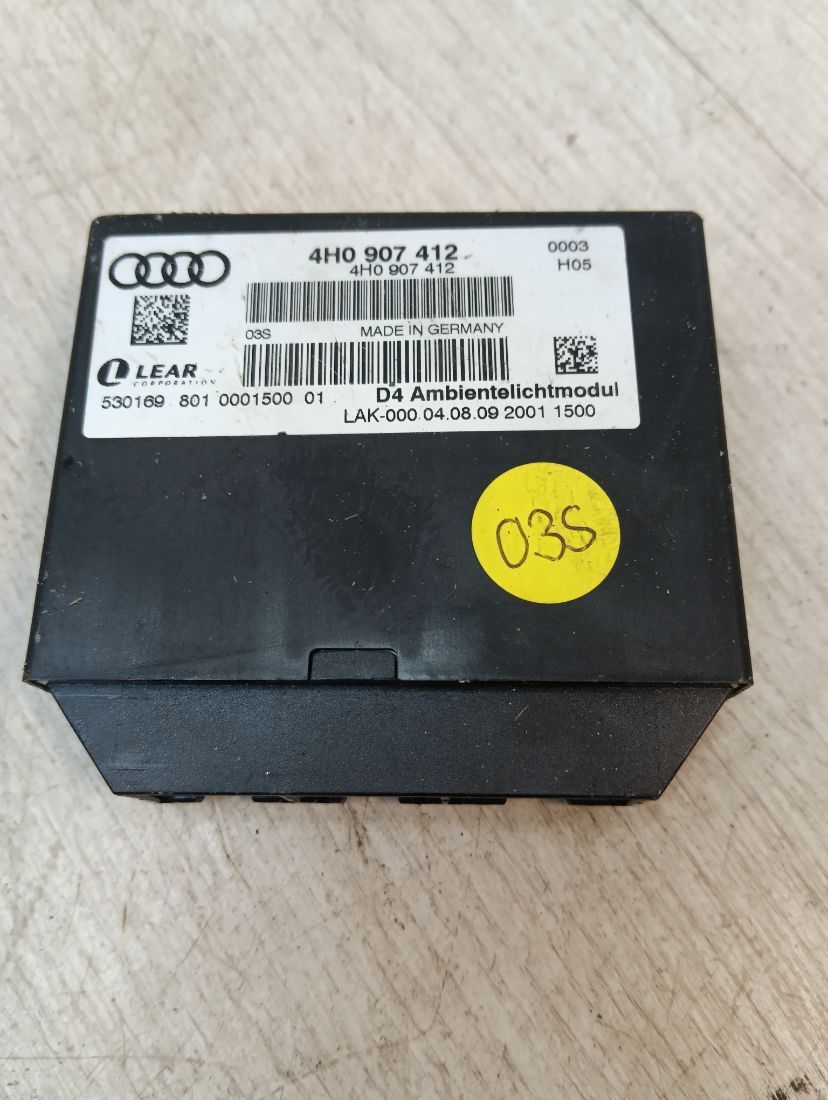 4H0 907 412
4H0 907 412
0003
H05
03S
MADE IN GERMANY
LEAR
CORPORATION
530169 801 0001500 01
D4 Ambientelichtmodul
LAK-000 04.08.09 2001 1500
03S